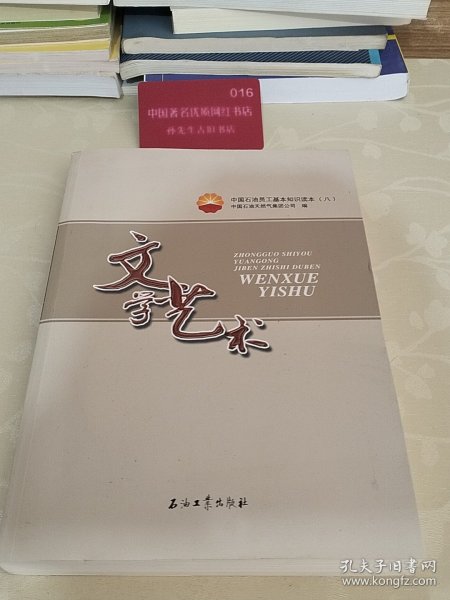 016
中国著名优质网红书店
孙先生古旧书店
中国石油员工基本知识读本（八）
中国石油天然气集团公司 编
ZHONGGUO SHIYOU
YUANGONG
JIBEN ZHISHI DUBEN
WENXUE
YISHU
文学艺术
石油工业出版社
孔夫子旧书网
www.kongfz.com